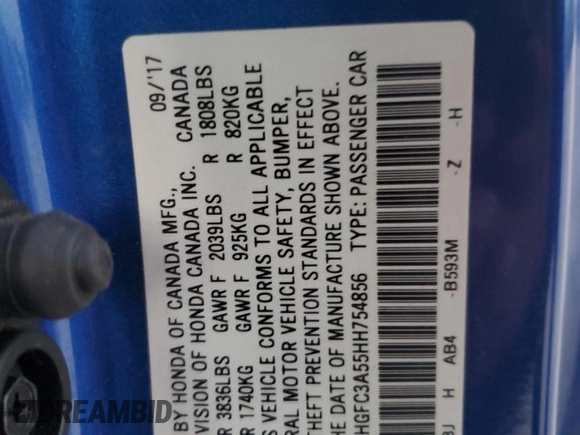 BY HONDA OF CANADA MFG., 09/'17
VISION OF HONDA CANADA INC. CANADA
3836LBS GAWR F 2039LBS R 1808LBS
1740KG GAWR F 925KG R 820KG
VEHICLE CONFORMS TO ALL APPLICABLE
MOTOR VEHICLE SAFETY, BUMPER,
THEFT PREVENTION STANDARDS IN EFFECT
THE DATE OF MANUFACTURE SHOWN ABOVE.
HGFC3A55HH754856 TYPE: PASSENGER CAR
H AB4 -B593M -Z -H
DREAMBID